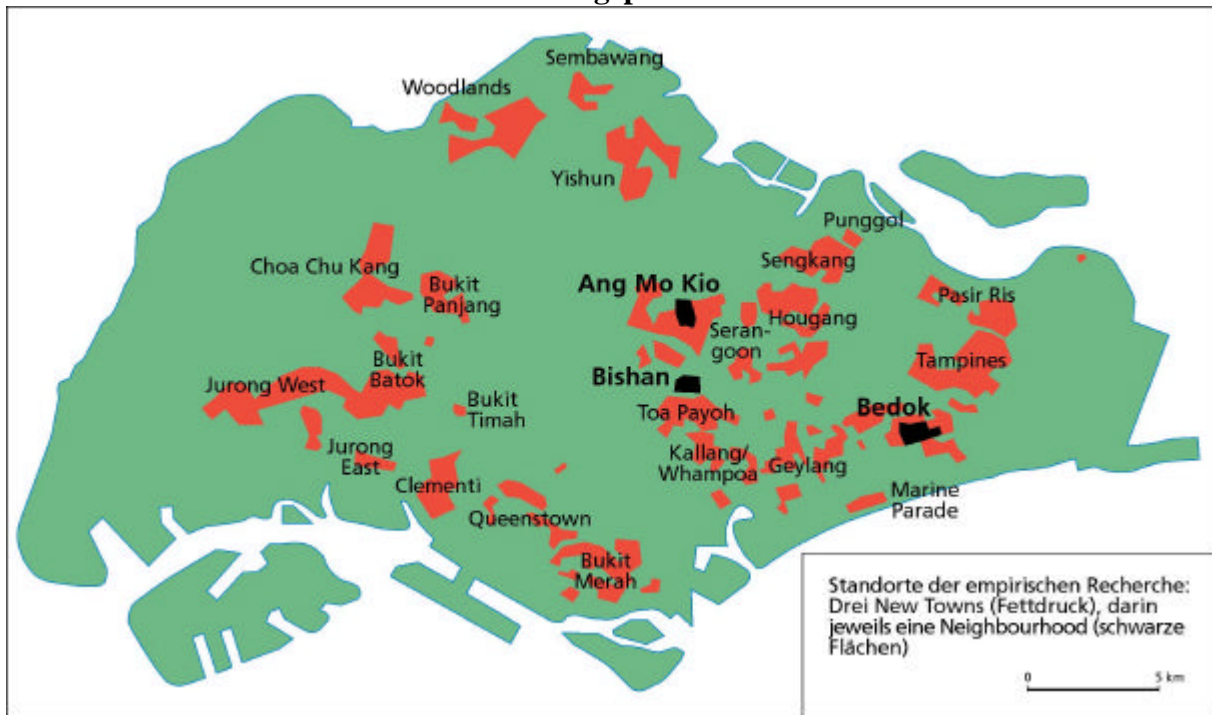 Sembawang
Woodlands
Yishun
Punggol
Choa Chu Kang
Sengkang
Bukit
Panjang
Ang Mo Kio
Pasir Ris
Hougang
Seran-
goon
Bukit
Batok
Tampines
Jurong West
Bishan
Bukit
Timah
Toa Payoh
Bedok
Jurong
East
Kallang/
Whampoa
Geylang
Clementi
Marine
Parade
Queenstown
Bukit
Merah
Standorte der empirischen Recherche:
Drei New Towns (Fettdruck), darin
jeweils eine Neighbourhood (schwarze
Flächen)
0 5 km